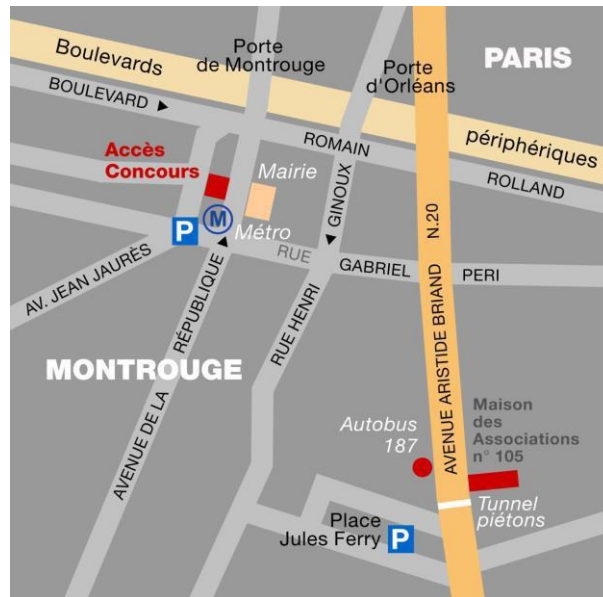 PARIS
Porte
de Montrouge
Boulevards
Porte
d'Orléans
périphériques
BOULEVARD
ROMAIN
ROLLAND
Accès
Concours
Mairie
GINOUX
N.20
P
M
Métro
RUE
GABRIEL
PERI
AV. JEAN JAURÈS
RÉPUBLIQUE
RUE HENRI
MONTROUGE
AVENUE DE LA
AVENUE ARISTIDE BRIAND
Autobus
187
Maison
des
Associations
n° 105
Tunnel
piétons
Place
Jules Ferry
P